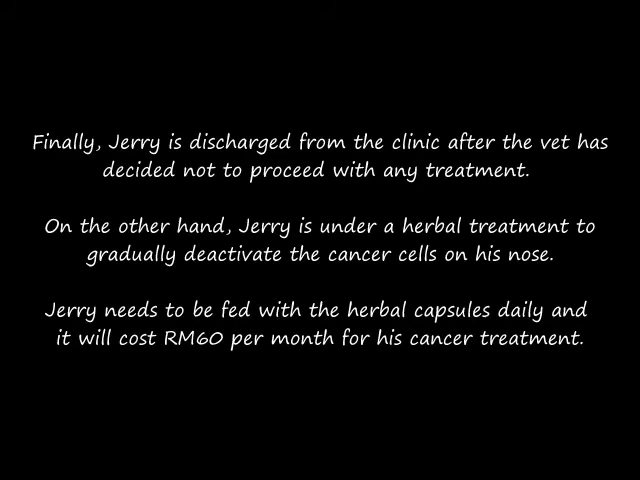 Finally, Jerry is discharged from the clinic after the vet has
decided not to proceed with any treatment.
On the other hand, Jerry is under a herbal treatment to
gradually deactivate the cancer cells on his nose.
Jerry needs to be fed with the herbal capsules daily and
it will cost RM60 per month for his cancer treatment.